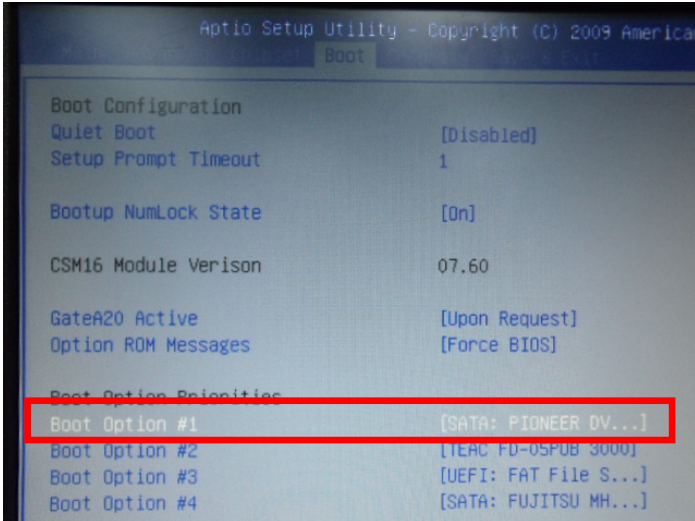 Aptio Setup Utility - Copyright (C) 2009 America
Boot
Boot Configuration
Quiet Boot [Disabled]
Setup Prompt Timeout 1
Bootup NumLock State [On]
CSM16 Module Verison 07.60
GateA20 Active [Upon Request]
Option ROM Messages [Force BIOS]
Boot Option Priorities
Boot Option #1 [SATA: PIONEER DV...]
Boot Option #2 [TEAC FD-05PUB 3000]
Boot Option #3 [UEFI: FAT File S...]
Boot Option #4 [SATA: FUJITSU MH...]